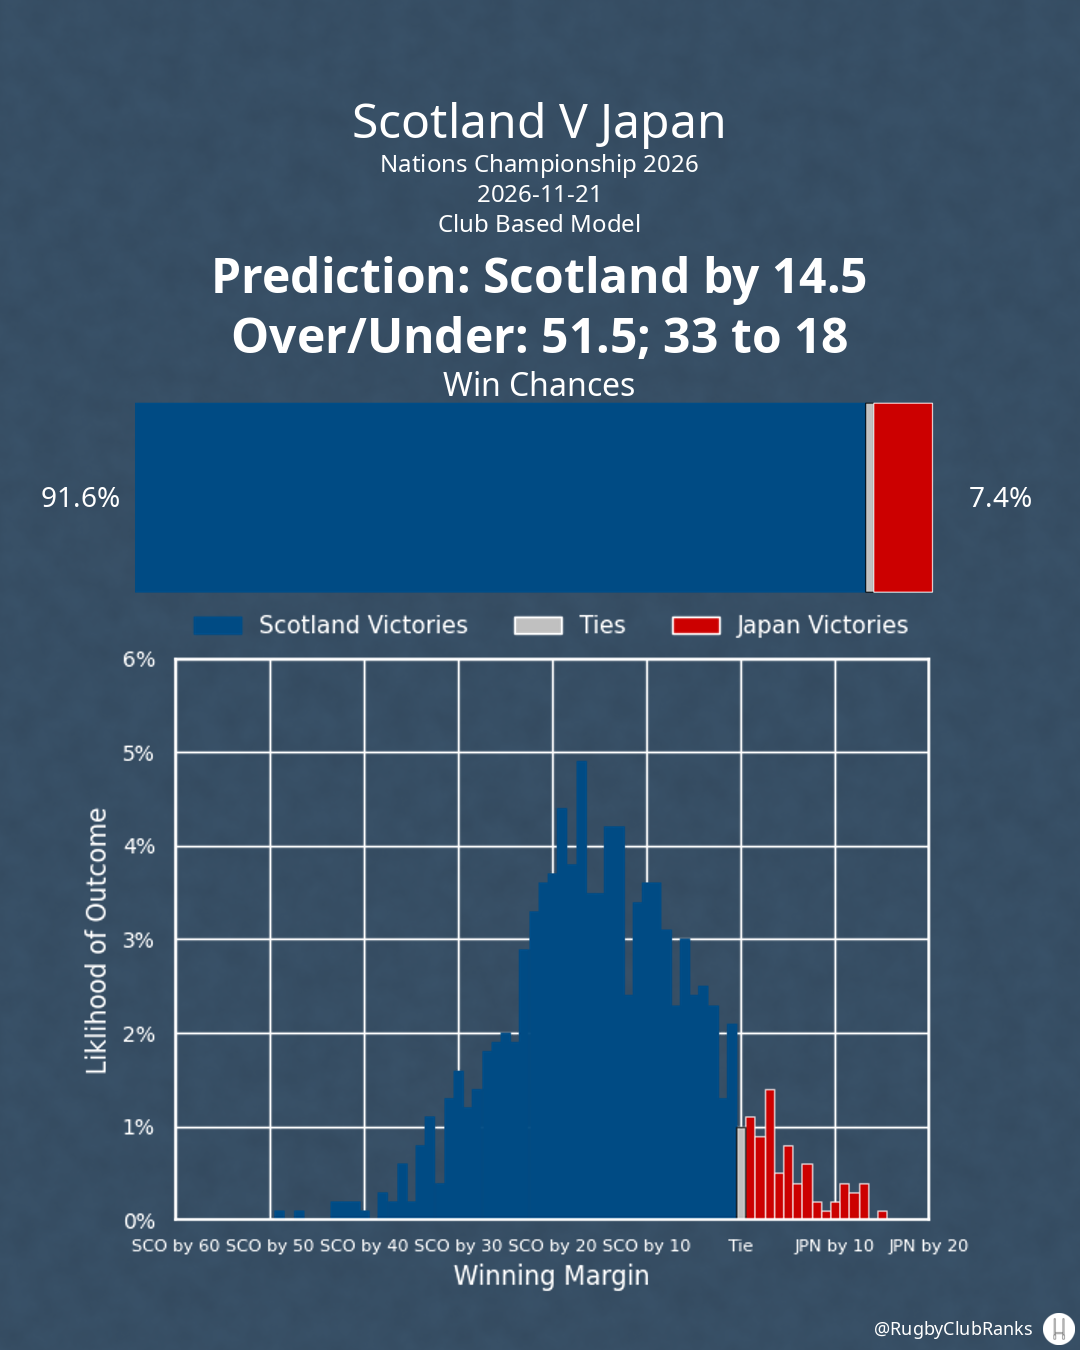 Scotland V Japan
Nations Championship 2026
2026-11-21
Club Based Model
Prediction: Scotland by 14.5
Over/Under: 51.5; 33 to 18
Win Chances
91.6%
7.4%
Scotland Victories
Ties
Japan Victories
6%
5%
4%
3%
2%
1%
0%
Liklihood of Outcome
SCO by 60 SCO by 50 SCO by 40 SCO by 30 SCO by 20 SCO by 10 Tie JPN by 10 JPN by 20
Winning Margin
@RugbyClubRanks